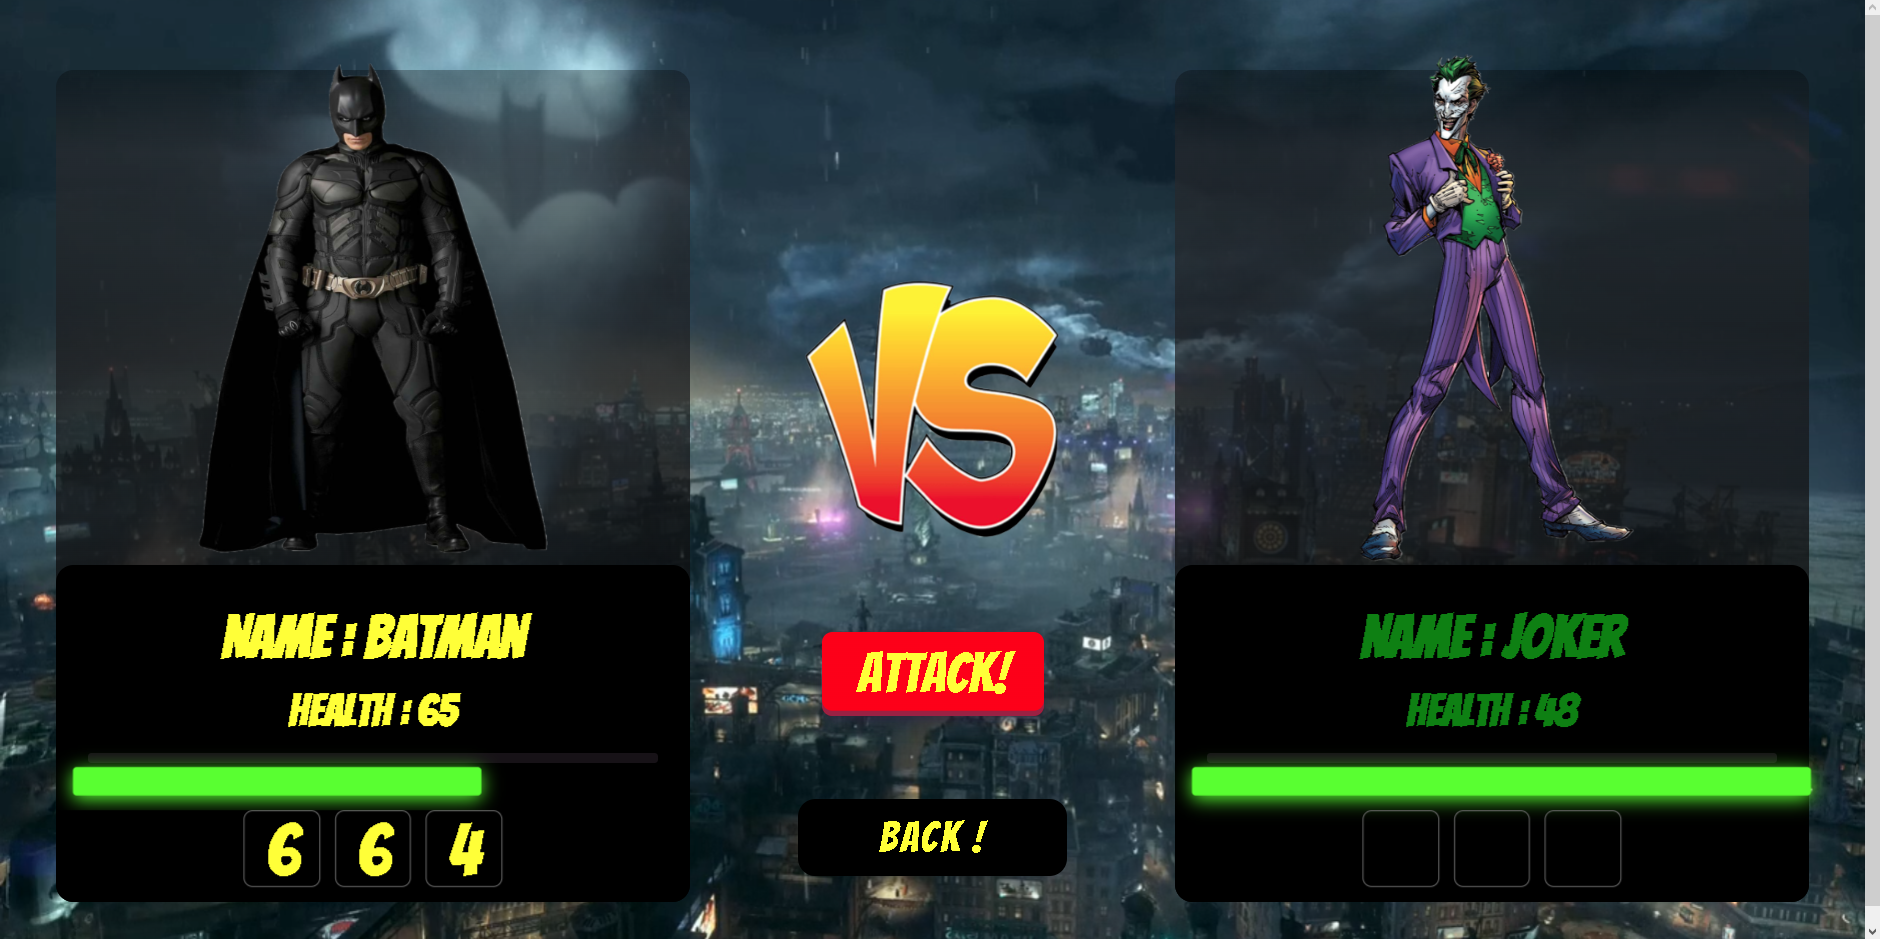 NAME : BATMAN
HEALTH : 65
6 6 4
VS
ATTACK!
BACK !
NAME : JOKER
HEALTH : 48